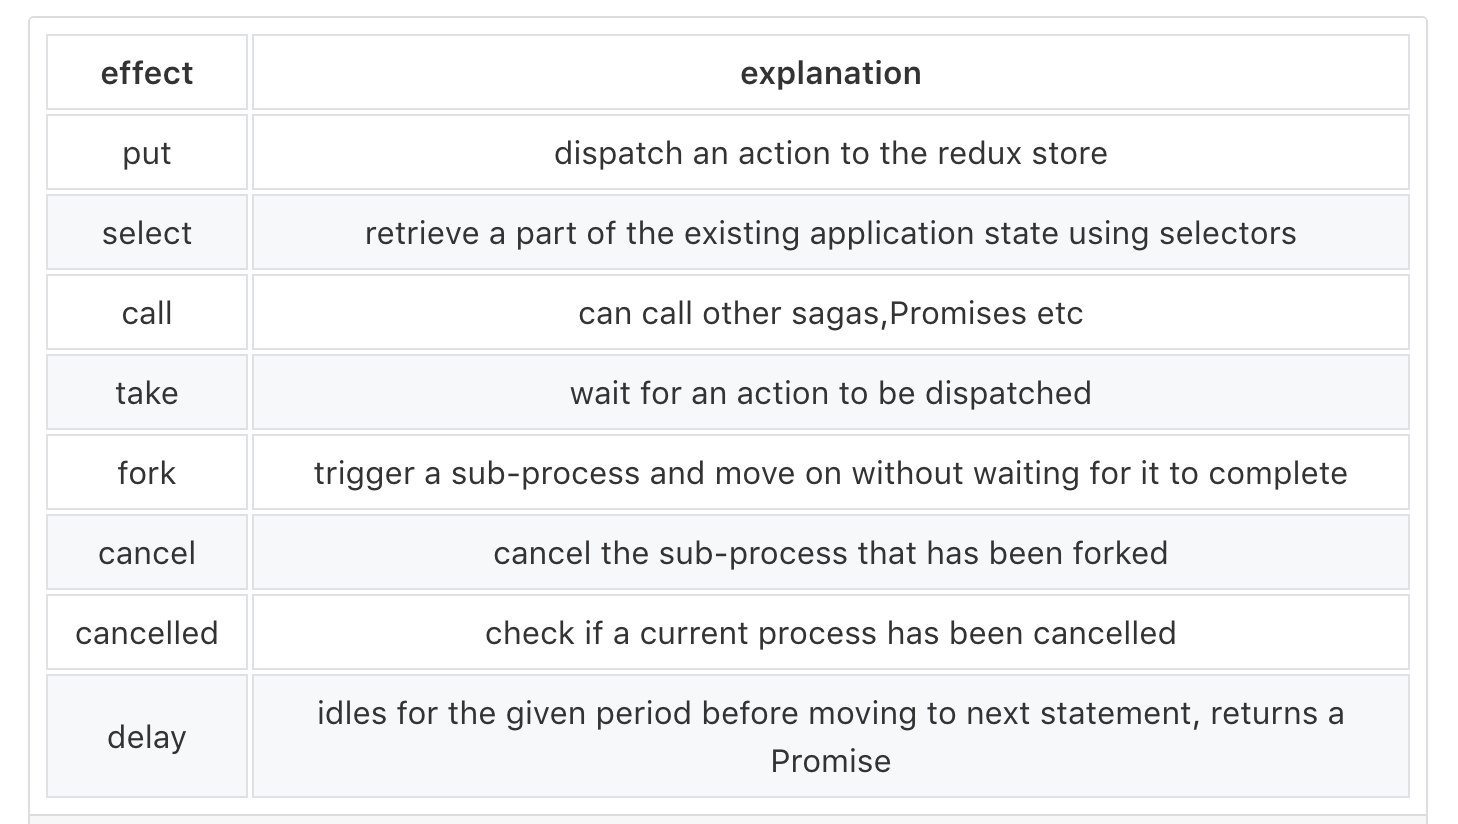 effect explanation
put dispatch an action to the redux store
select retrieve a part of the existing application state using selectors
call can call other sagas,Promises etc
take wait for an action to be dispatched
fork trigger a sub-process and move on without waiting for it to complete
cancel cancel the sub-process that has been forked
cancelled check if a current process has been cancelled
delay idles for the given period before moving to next statement, returns a
Promise